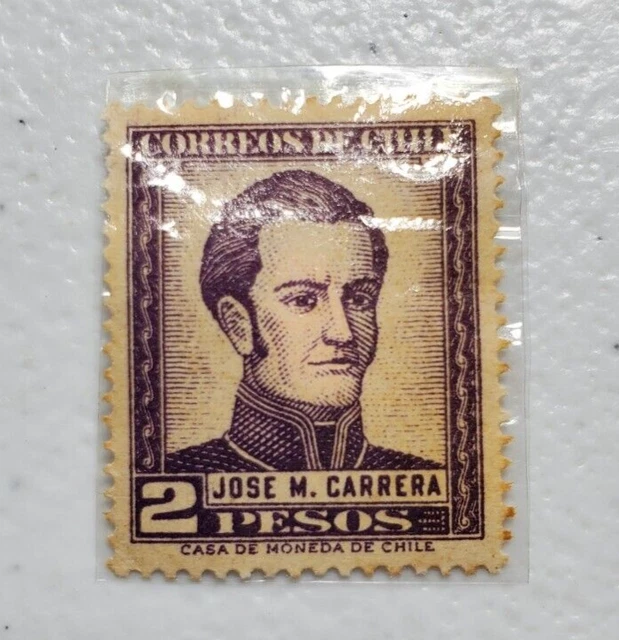 CORREOS DE CHILE
2
JOSE M. CARRERA
PESOS
CASA DE MONEDA DE CHILE